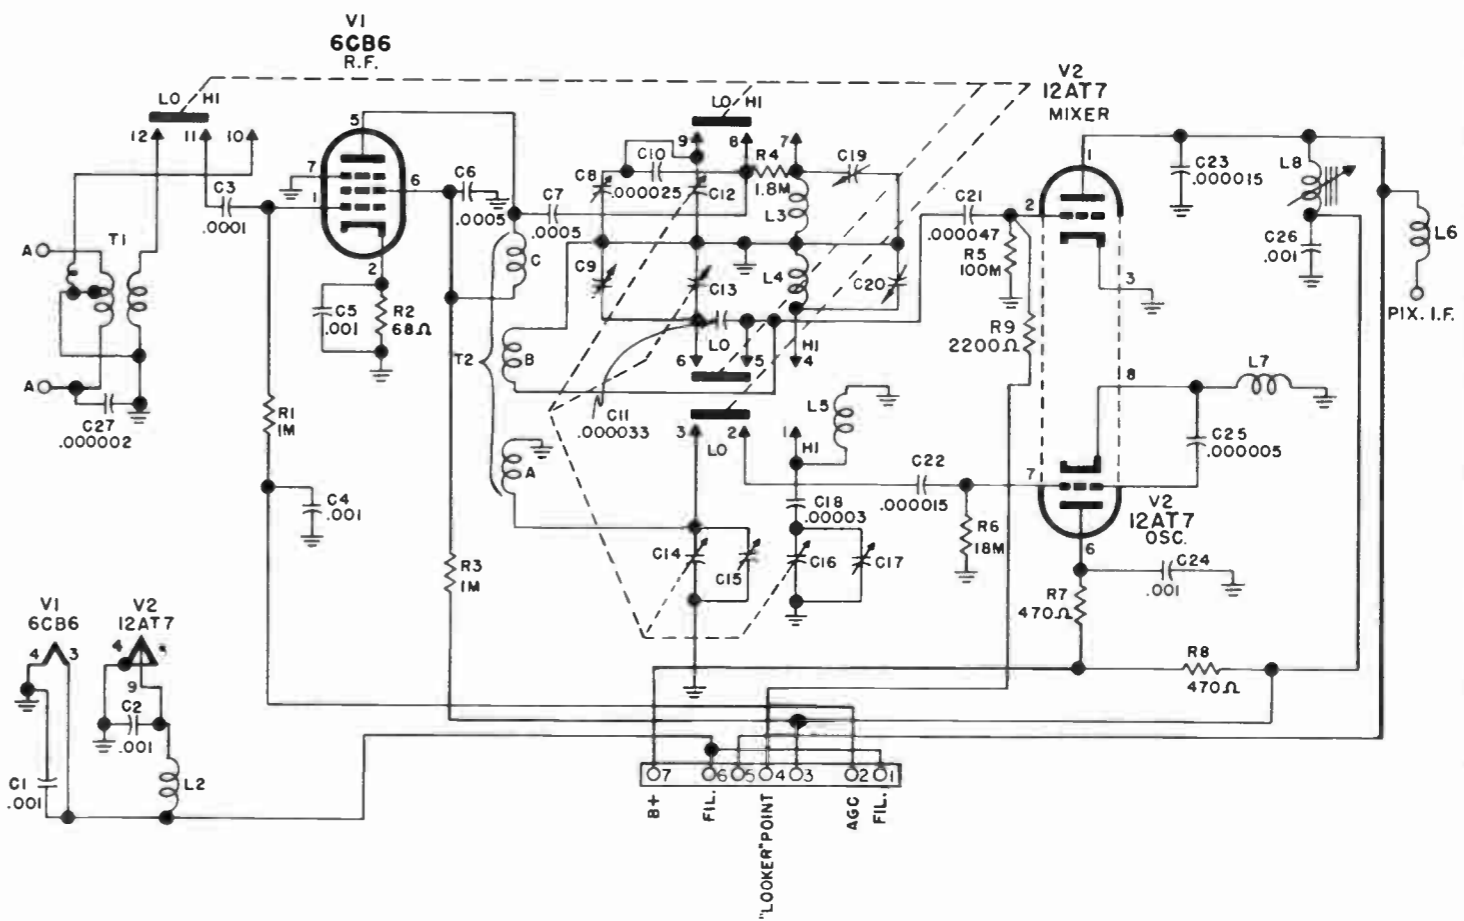 V1
6CB6
R.F.
V2
12AT7
MIXER
LO HI
12 11 10
LO HI
9 8 7
5
7
6
1
2
C3
.0001
C6
.0005
C7
.0005
C8
C10
.000025
C12
R4
1.8M
C19
L3
C21
.000047
2
1
C23
.000015
L8
L6
C26
.001
PIX. I.F.
A
T1
A
C27
.000002
C5
.001
R2
68Ω
C
T2
B
A
C9
C13
L4
C20
R5
100M
3
R9
2200Ω
6 LO 5 HI 4
C11
.000033
3 LO 2 1 HI
L5
8
L7
C25
.000005
R1
1M
C4
.001
R3
1M
C22
.000015
C18
.00003
R6
18M
7
V2
12AT7
OSC.
6
C14
C15
C16
C17
C24
.001
R7
470Ω
R8
470Ω
V1
6CB6
4 3
V2
12AT7
4
9
C2
.001
C1
.001
L2
7 6 5 4 3 2 1
B+
FIL.
"LOOKER" POINT
AGC
FIL.